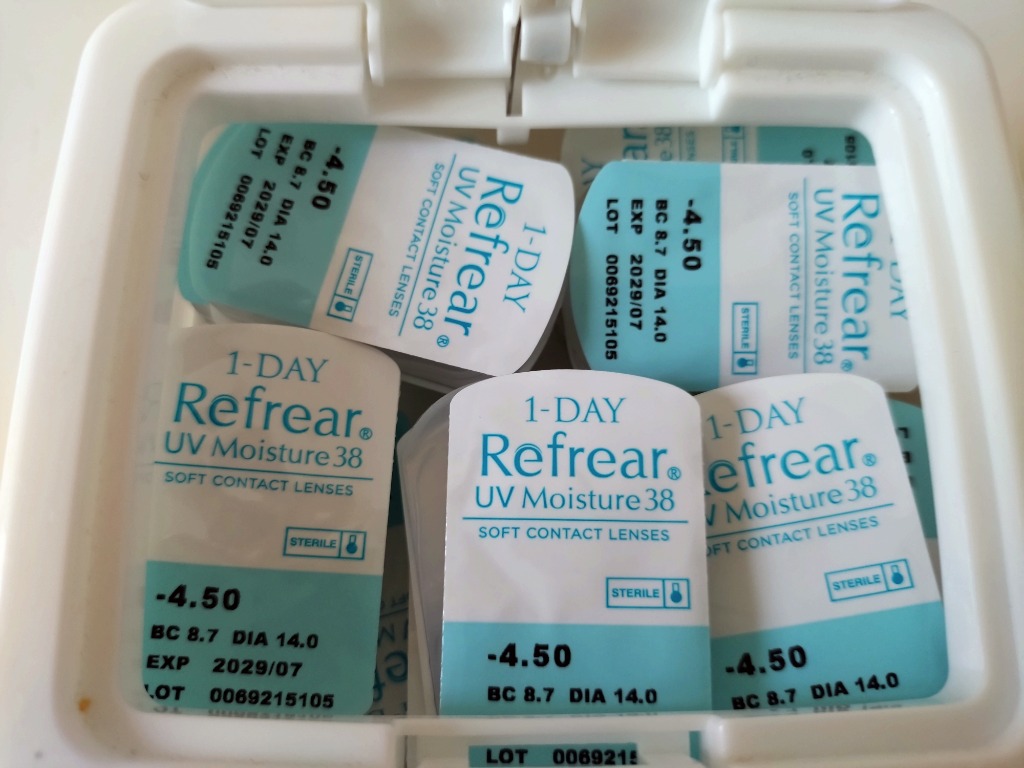 -4.50
BC 8.7 DIA 14.0
EXP 2029/07
LOT 0069215105
1-DAY
Refrear®
UV Moisture 38
SOFT CONTACT LENSES
STERILE
-4.50
BC 8.7 DIA 14.0
EXP 2029/07
LOT 0069215105
DAY
Refrear®
UV Moisture 38
SOFT CONTACT LENSES
STERILE
1-DAY
Refrear®
UV Moisture 38
SOFT CONTACT LENSES
STERILE
-4.50
BC 8.7 DIA 14.0
EXP 2029/07
LOT 0069215105
1-DAY
Refrear®
UV Moisture 38
SOFT CONTACT LENSES
STERILE
-4.50
BC 8.7 DIA 14.0
LOT 006921
1-DAY
efrear®
Moisture 38
CONTACT LENSES
STERILE
-4.50
BC 8.7 DIA 14.0